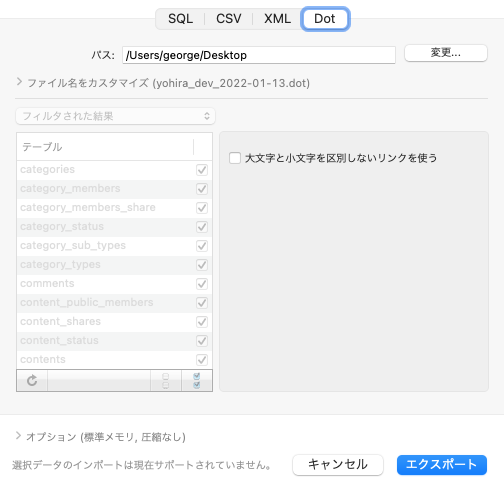 SQL CSV XML Dot
パス: /Users/george/Desktop 変更...
ファイル名をカスタマイズ (yohira_dev_2022-01-13.dot)
フィルタされた結果
テーブル
大文字と小文字を区別しないリンクを使う
categories
category_members
category_members_share
category_status
category_sub_types
category_types
comments
content_public_members
content_shares
content_status
contents
オプション (標準メモリ, 圧縮なし)
選択データのインポートは現在サポートされていません。 キャンセル エクスポート